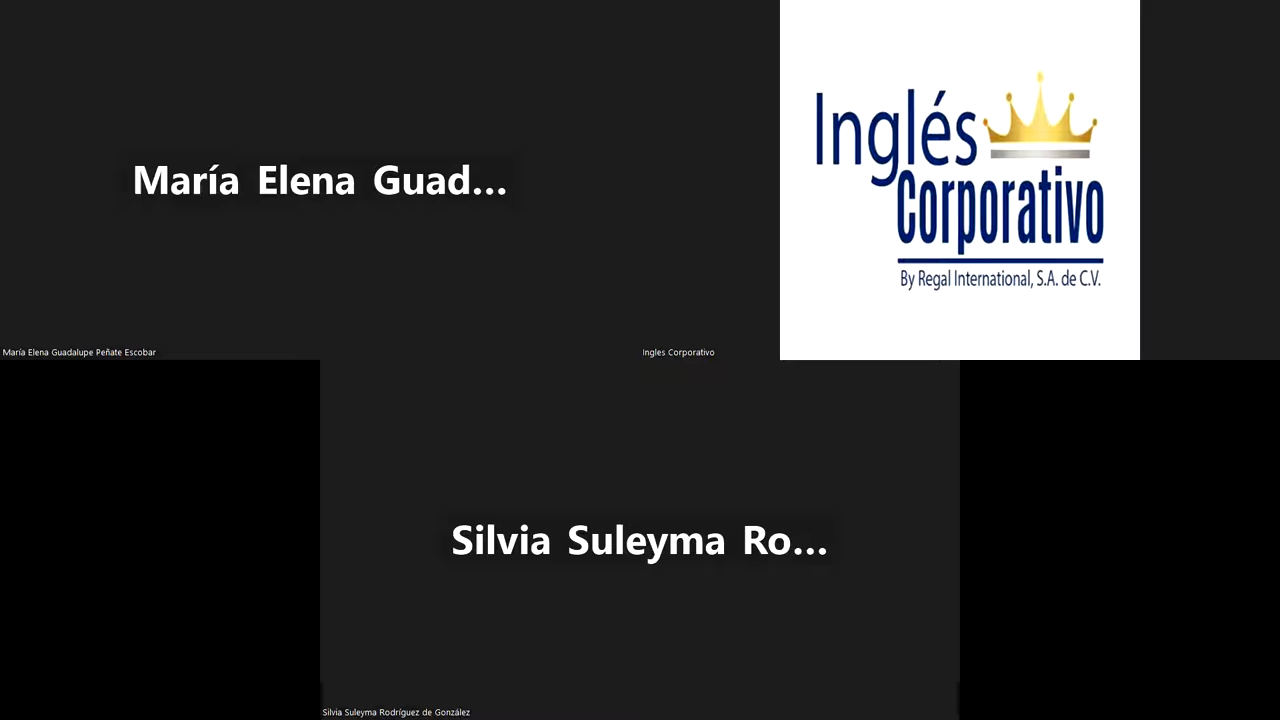 María Elena Guad...
María Elena Guadalupe Peñate Escobar
Inglés
Corporativo
By Regal International, S.A. de C.V.
Ingles Corporativo
Silvia Suleyma Ro...
Silvia Suleyma Rodríguez de González